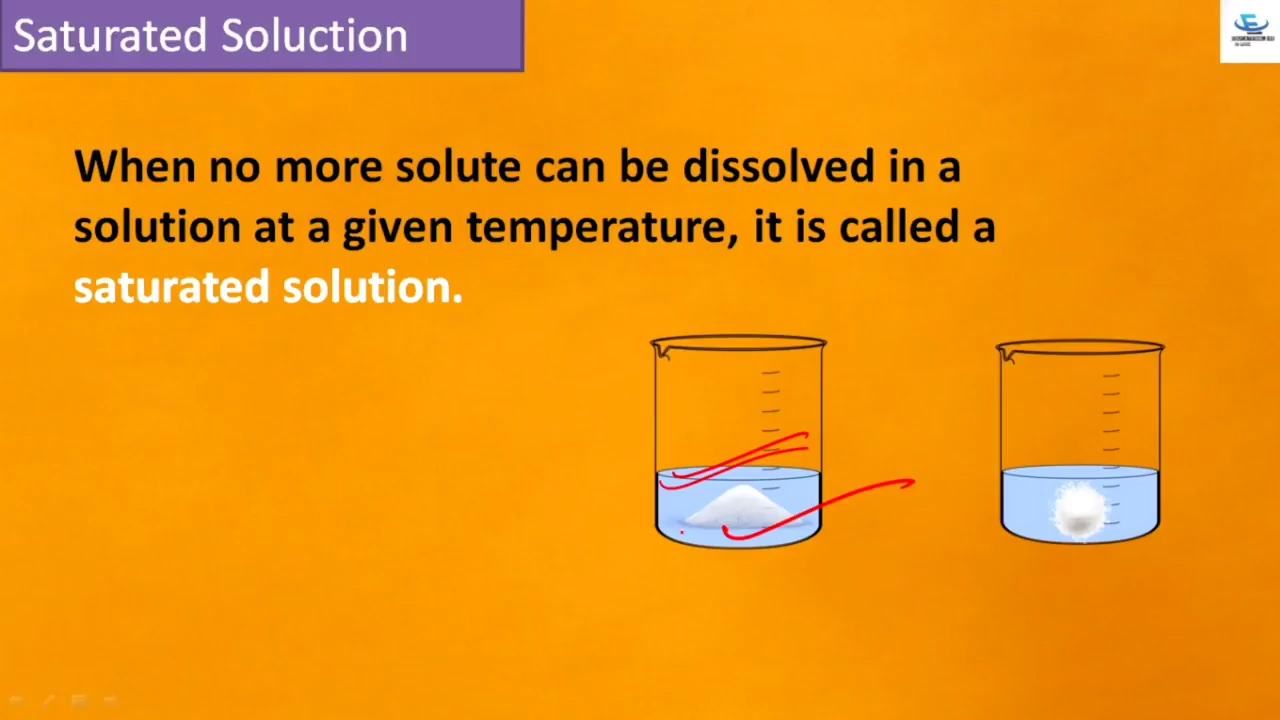 Saturated Soluction
When no more solute can be dissolved in a
solution at a given temperature, it is called a
saturated solution.